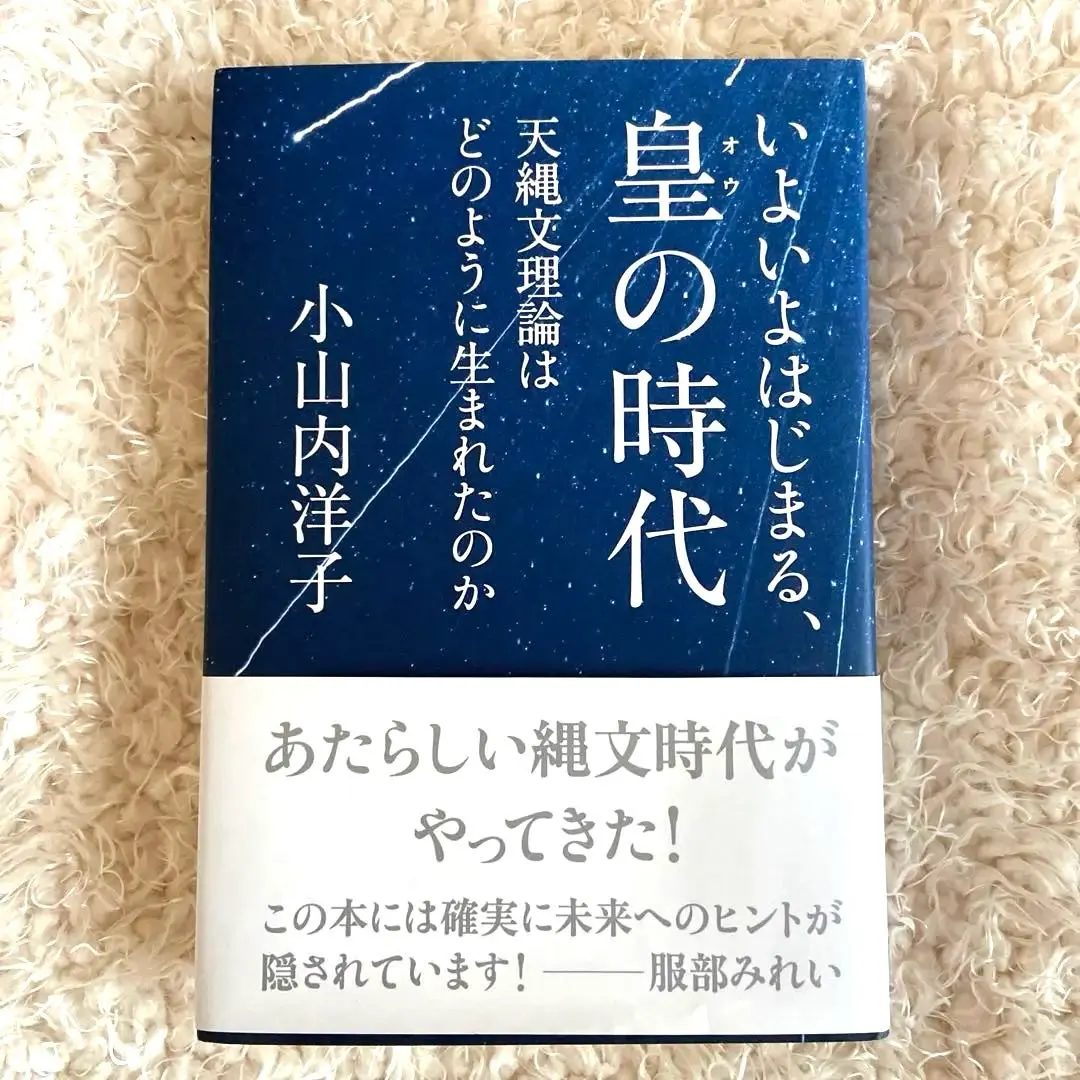 いよいよはじまる、
皇の時代
オウ
天縄文理論は
どのように生まれたのか
小山内洋子
あたらしい縄文時代が
やってきた!
この本には確実に未来へのヒントが
隠されています! ――服部みれい